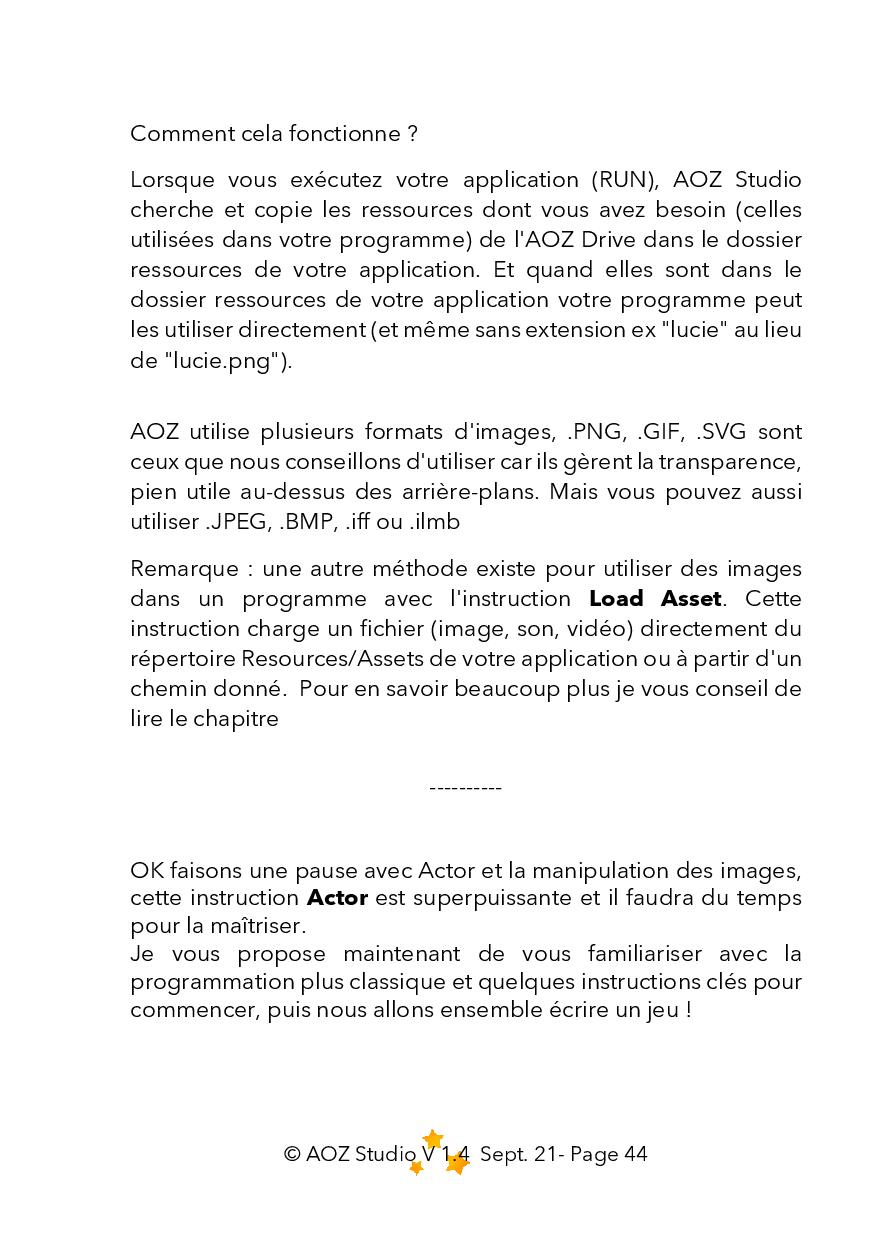 Comment cela fonctionne ?
Lorsque vous exécutez votre application (RUN), AOZ Studio
cherche et copie les ressources dont vous avez besoin (celles
utilisées dans votre programme) de l'AOZ Drive dans le dossier
ressources de votre application. Et quand elles sont dans le
dossier ressources de votre application votre programme peut
les utiliser directement (et même sans extension ex "lucie" au lieu
de "lucie.png").
AOZ utilise plusieurs formats d'images, .PNG, .GIF, .SVG sont
ceux que nous conseillons d'utiliser car ils gèrent la transparence,
pien utile au-dessus des arrière-plans. Mais vous pouvez aussi
utiliser .JPEG, .BMP, .iff ou .ilmb
Remarque : une autre méthode existe pour utiliser des images
dans un programme avec l'instruction Load Asset. Cette
instruction charge un fichier (image, son, vidéo) directement du
répertoire Resources/Assets de votre application ou à partir d'un
chemin donné.  Pour en savoir beaucoup plus je vous conseil de
lire le chapitre
----------
OK faisons une pause avec Actor et la manipulation des images,
cette instruction Actor est superpuissante et il faudra du temps
pour la maîtriser.
Je vous propose maintenant de vous familiariser avec la
programmation plus classique et quelques instructions clés pour
commencer, puis nous allons ensemble écrire un jeu !
© AOZ Studio V 1.4  Sept. 21- Page 44